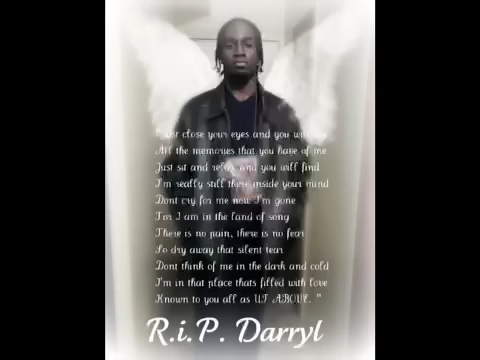 "Just close your eyes and you will see
All the memories that you have of me
Just sit and relax and you will find
I'm really still there inside your mind
Dont cry for me now I'm gone
For I am in the land of song
There is no pain, there is no fear
So dry away that silent tear
Dont think of me in the dark and cold
I'm in that place thats filled with love
Known to you all as UP ABOVE. "
R.i.P. Darryl